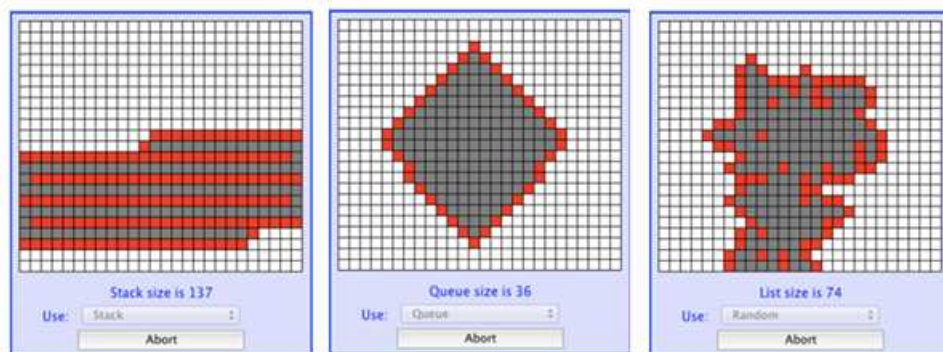 Stack size is 137
Use: Stack
Abort
Queue size is 36
Use: Queue
Abort
List size is 74
Use: Random
Abort